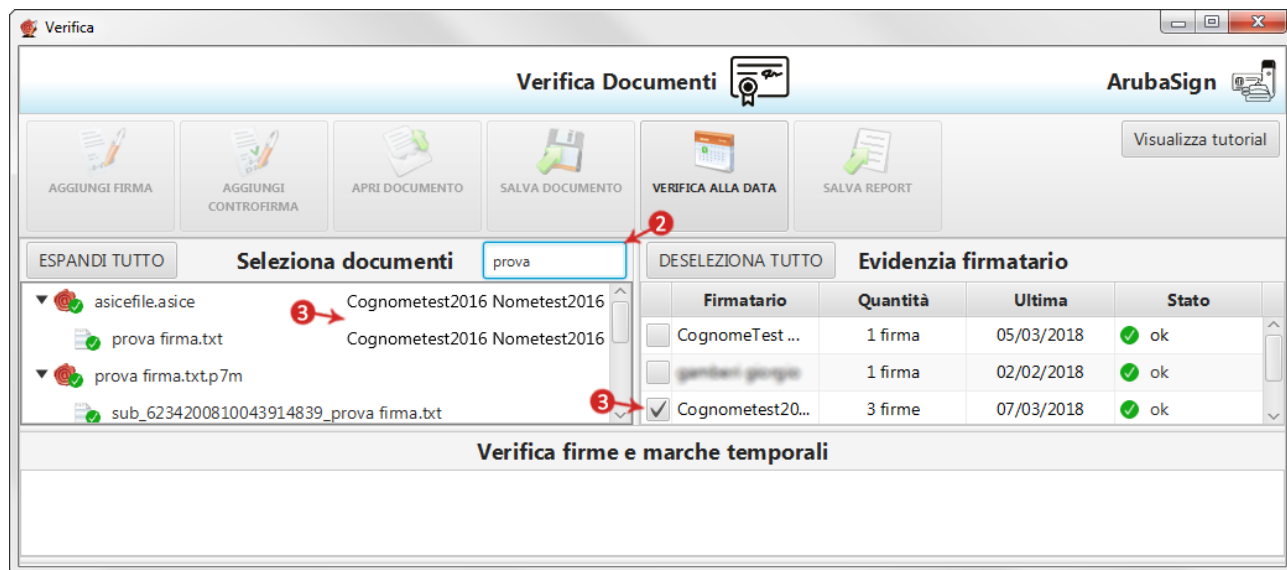 Verifica
Verifica Documenti
ArubaSign
AGGIUNGI FIRMA
AGGIUNGI
CONTROFIRMA
APRI DOCUMENTO
SALVA DOCUMENTO
VERIFICA ALLA DATA
SALVA REPORT
Visualizza tutorial
2
ESPANDI TUTTO Seleziona documenti prova
asicefile.asice Cognometest2016 Nometest2016
3
prova firma.txt Cognometest2016 Nometest2016
prova firma.txt.p7m
sub_6234200810043914839_prova firma.txt
DESELEZIONA TUTTO Evidenzia firmatario
Firmatario Quantità Ultima Stato
CognomeTest ... 1 firma 05/03/2018 ok
1 firma 02/02/2018 ok
3 Cognometest20... 3 firme 07/03/2018 ok
Verifica firme e marche temporali